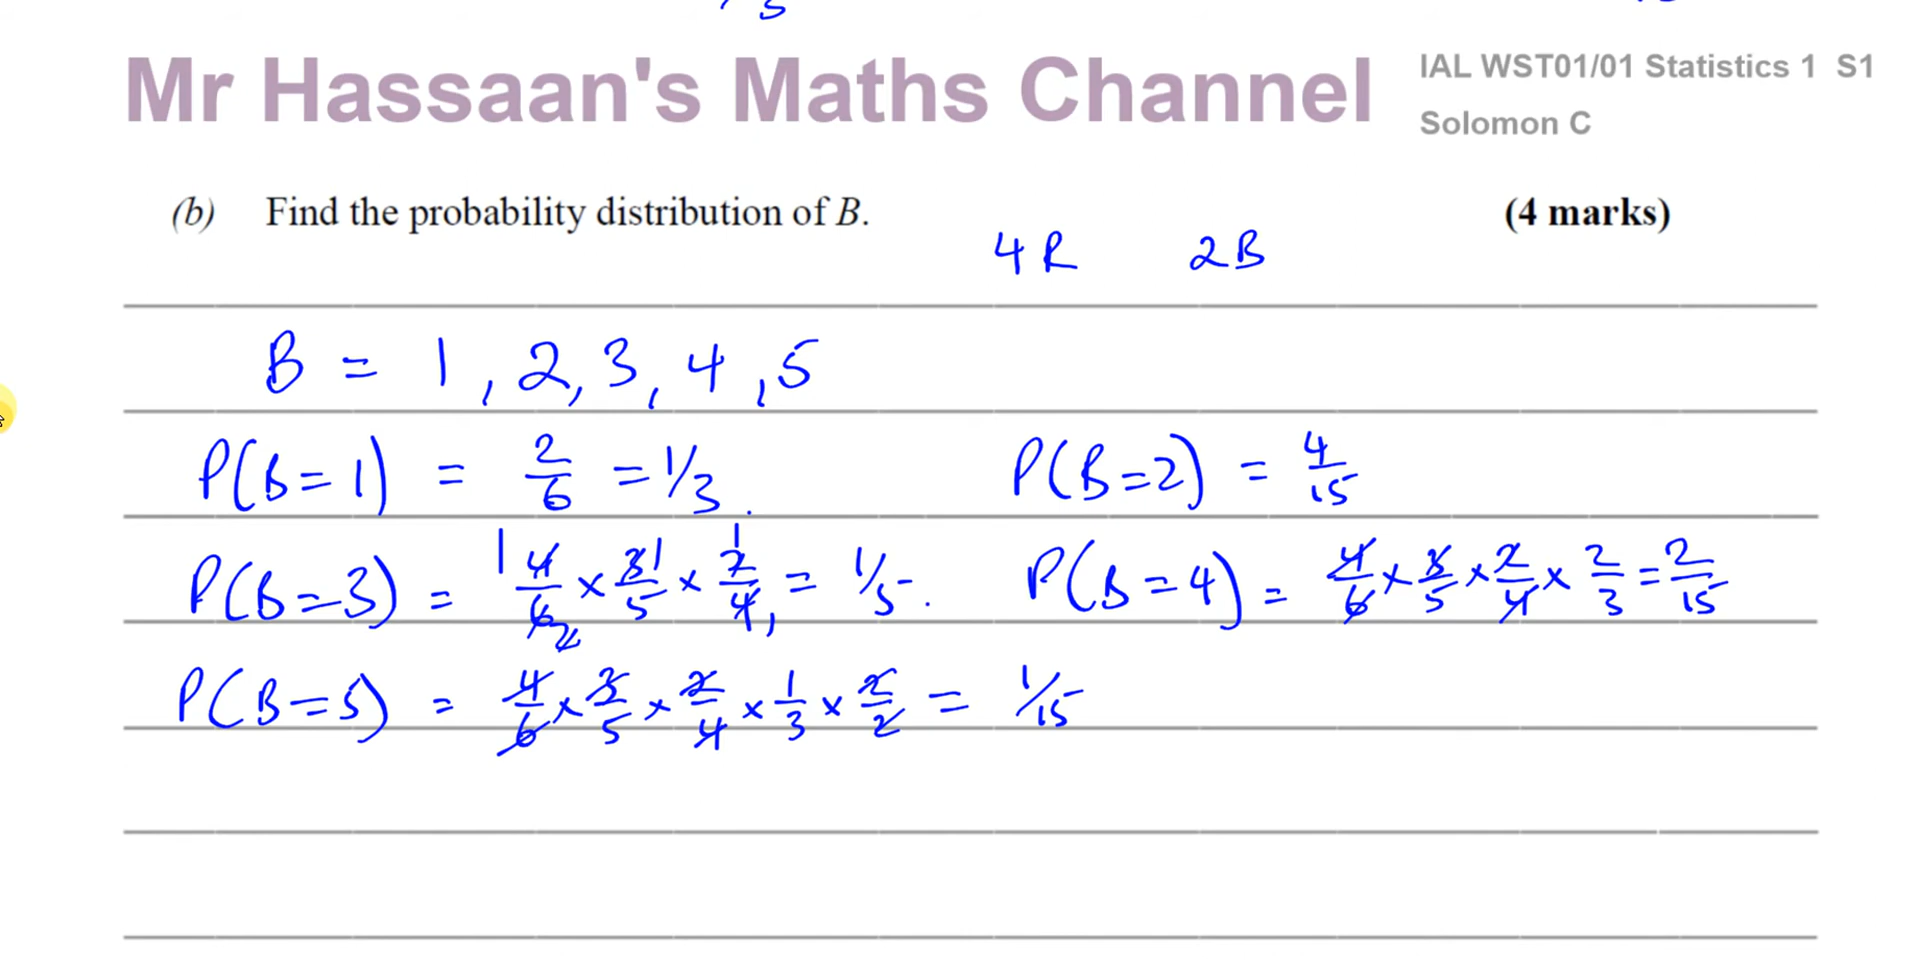 Mr Hassaan's Maths Channel
IAL WST01/01 Statistics 1 S1
Solomon C
(b) Find the probability distribution of B. (4 marks)
4R 2B
B = 1, 2, 3, 4, 5
P(B=1) = 2/6 = 1/3. P(B=2) = 4/15
P(B=3) = 4/6 × 3/5 × 2/4 = 1/5. P(B=4) = 4/6 × 3/5 × 2/4 × 2/3 = 2/15
P(B=5) = 4/6 × 3/5 × 2/4 × 1/3 × 2/2 = 1/15